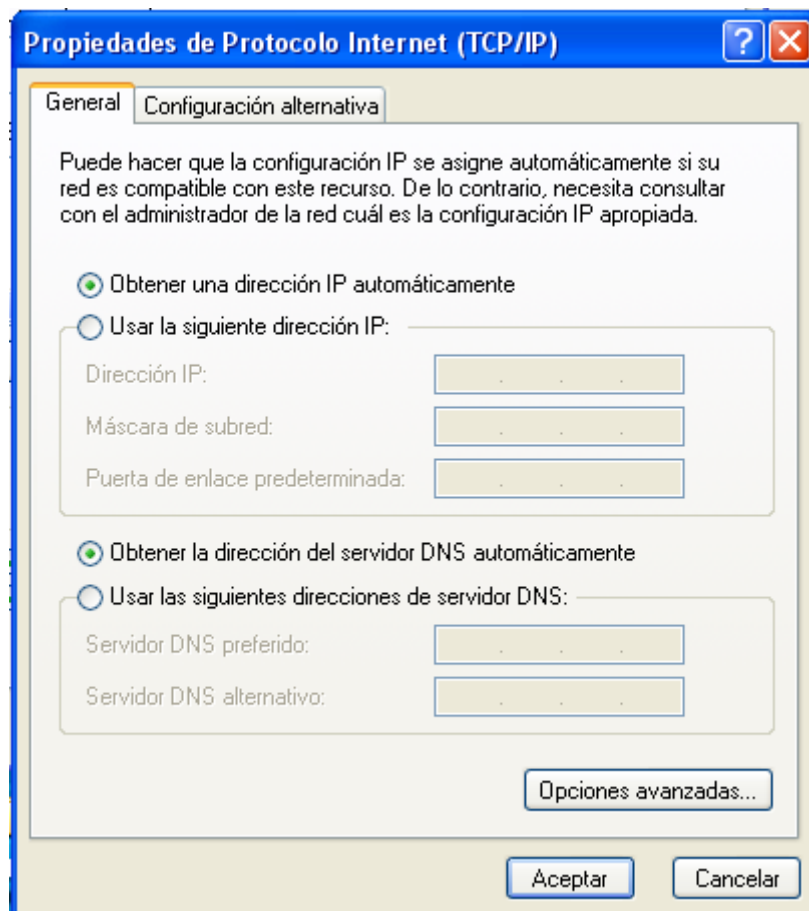 Propiedades de Protocolo Internet (TCP/IP)
General
Configuración alternativa
Puede hacer que la configuración IP se asigne automáticamente si su
red es compatible con este recurso. De lo contrario, necesita consultar
con el administrador de la red cuál es la configuración IP apropiada.
Obtener una dirección IP automáticamente
Usar la siguiente dirección IP:
Dirección IP:
Máscara de subred:
Puerta de enlace predeterminada:
Obtener la dirección del servidor DNS automáticamente
Usar las siguientes direcciones de servidor DNS:
Servidor DNS preferido:
Servidor DNS alternativo:
Opciones avanzadas...
Aceptar
Cancelar